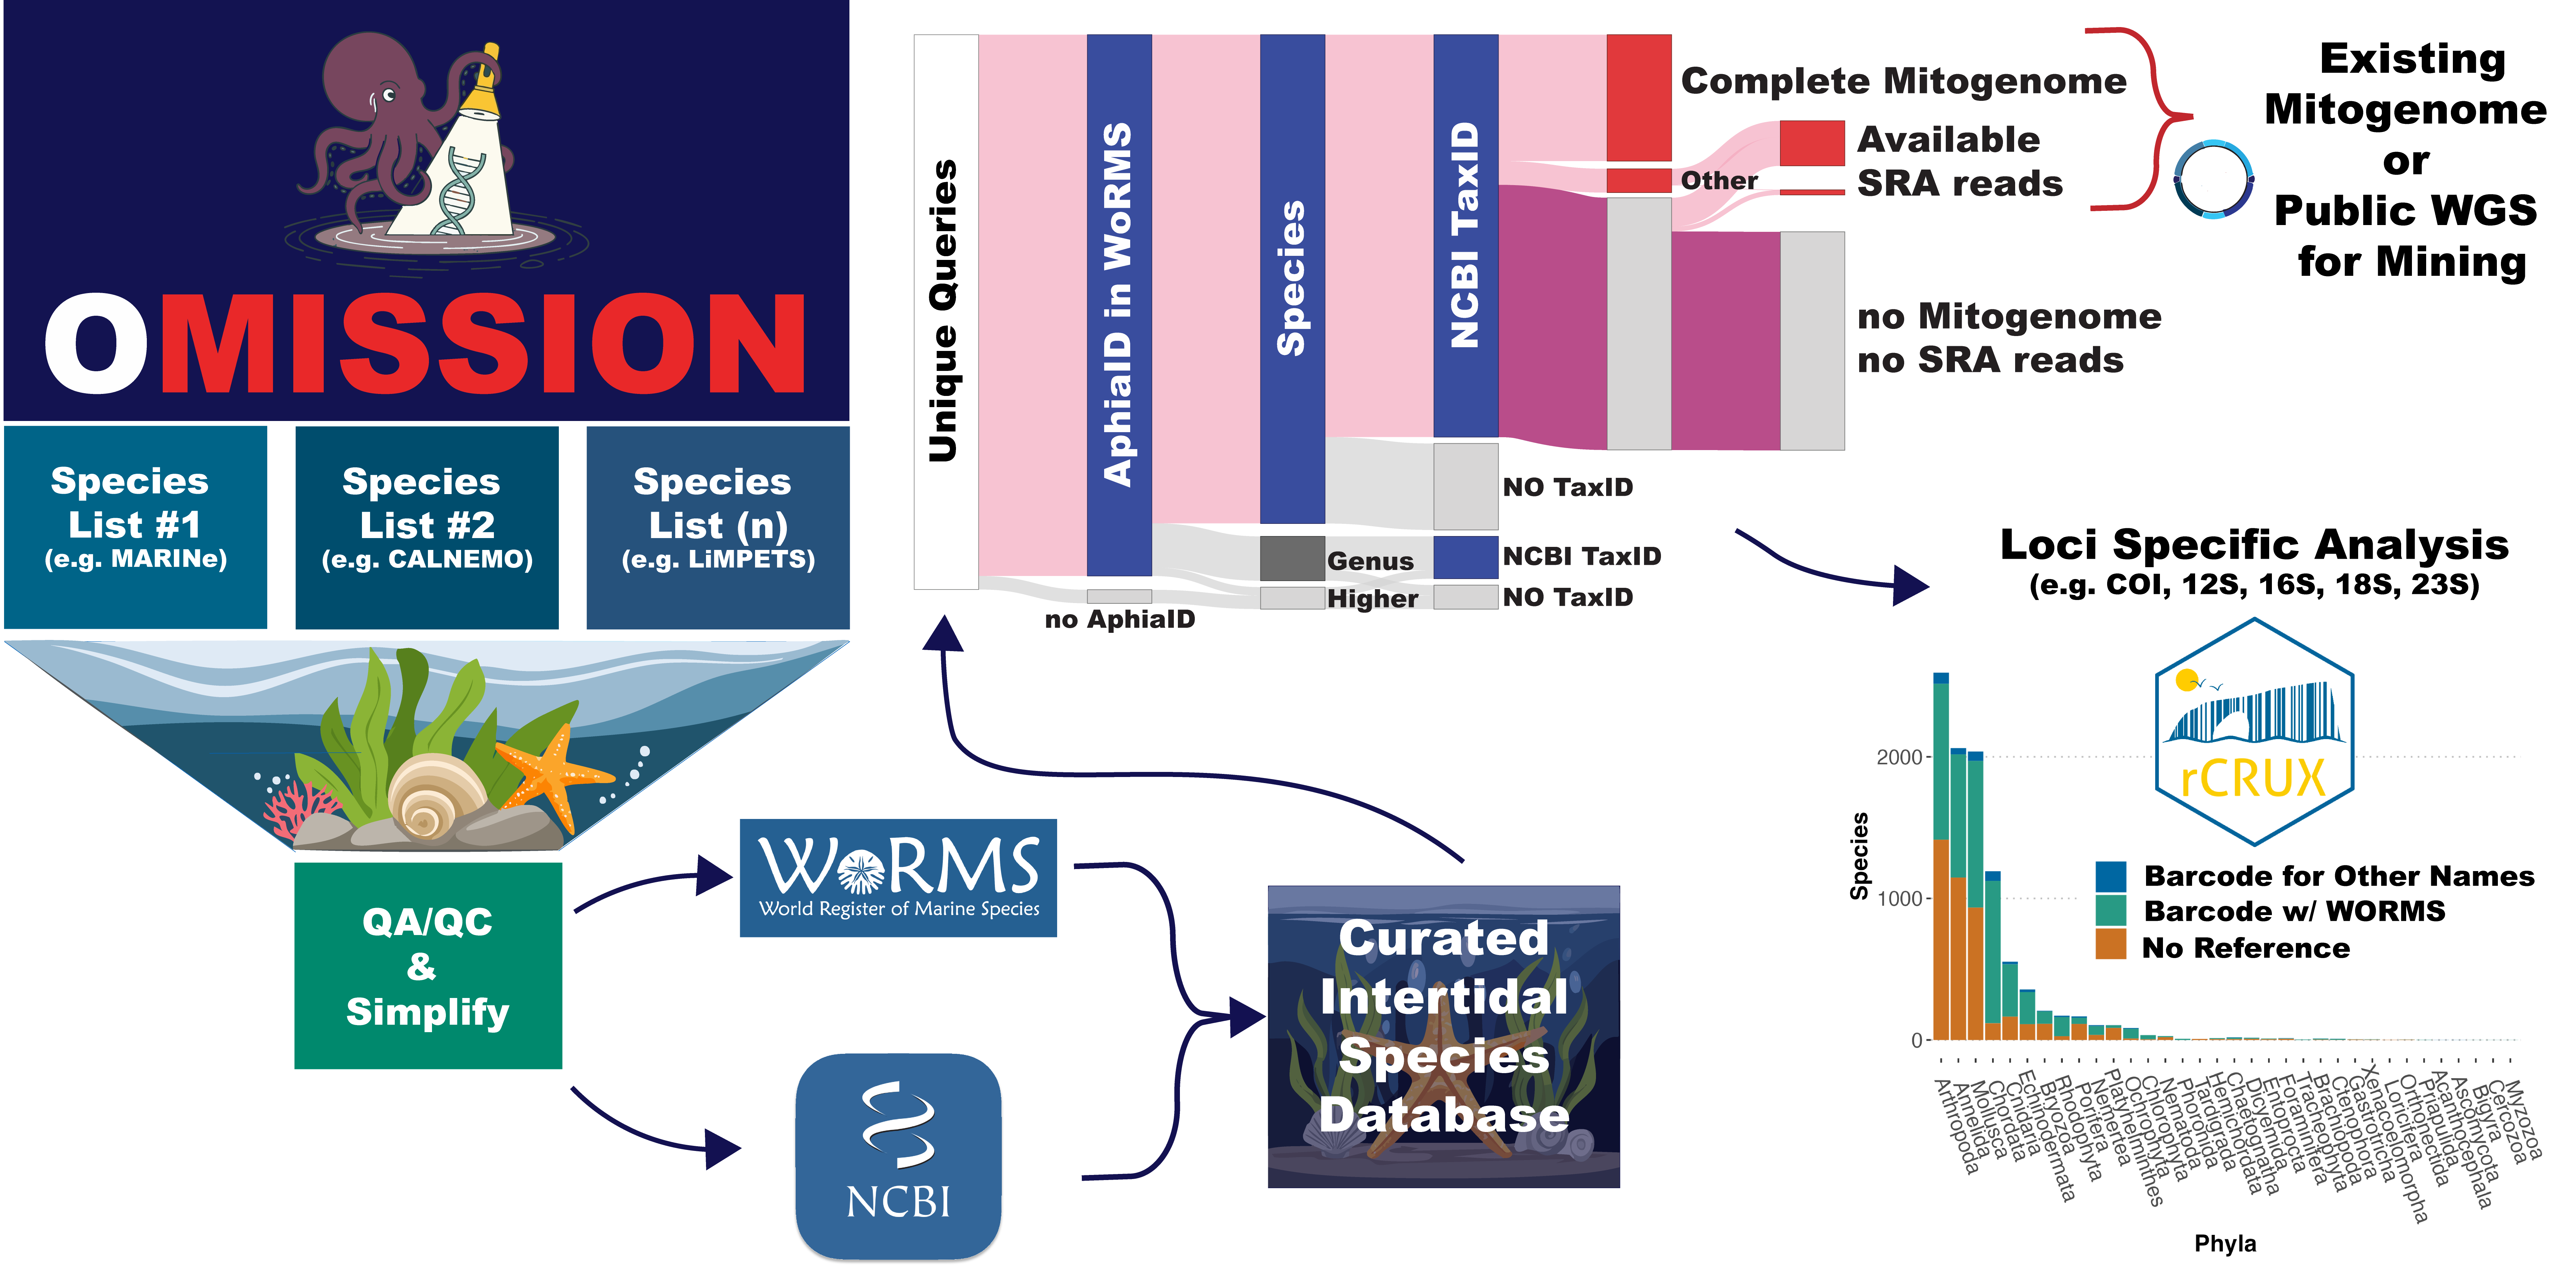 OMISSION
Species
List #1
(e.g. MARINe)
Species
List #2
(e.g. CALNEMO)
Species
List (n)
(e.g. LiMPETS)
QA/QC
&
Simplify
WoRMS
World Register of Marine Species
NCBI
Curated
Intertidal
Species
Database
Unique Queries
AphiaID in WoRMS
no AphiaID
Species
Genus
Higher
NCBI TaxID
NO TaxID
NCBI TaxID
NO TaxID
Complete Mitogenome
Other
Available
SRA reads
no Mitogenome
no SRA reads
Existing
Mitogenome
or
Public WGS
for Mining
Loci Specific Analysis
(e.g. COI, 12S, 16S, 18S, 23S)
rCRUX
Barcode for Other Names
Barcode w/ WORMS
No Reference
Species
2000
1000
0
Arthropoda
Annelida
Mollusca
Chordata
Cnidaria
Echinodermata
Bryozoa
Rhodophyta
Porifera
Nemertea
Platyhelminthes
Ochrophyta
Chlorophyta
Nematoda
Phoronida
Tardigrada
Hemichordata
Chaetognatha
Dicyemida
Entoprocta
Foraminifera
Tracheophyta
Brachiopoda
Ctenophora
Gastrotricha
Xenacoelomorpha
Loricifera
Orthonectida
Priapulida
Acanthocephala
Ascomycota
Bigyra
Cercozoa
Myzozoa
Phyla